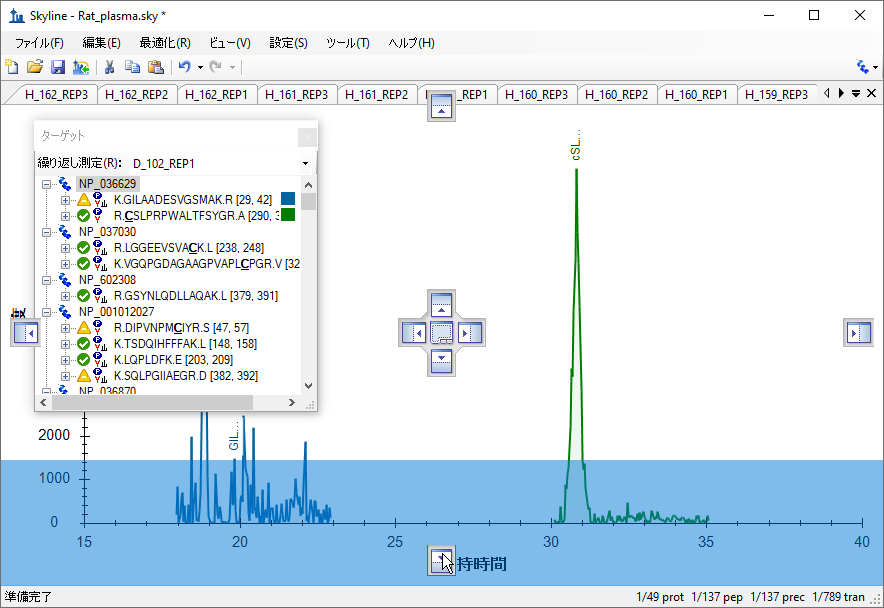 Skyline - Rat_plasma.sky *
ファイル(F) 編集(E) 最適化(R) ビュー(V) 設定(S) ツール(T) ヘルプ(H)
H_162_REP3 H_162_REP2 H_162_REP1 H_161_REP3 H_161_REP2 _REP1 H_160_REP3 H_160_REP2 H_160_REP1 H_159_REP3
ターゲット
繰り返し測定(R): D_102_REP1
NP_036629
K.GILAADESVGSMAK.R [29, 42]
R.CSLPRPWALTFSYGR.A [290, 3
NP_037030
R.LGGEEVSVACK.L [238, 248]
K.VGQPGDAGAAGPVAPLCPGR.V [32
NP_602308
R.GSYNLQDLLAQAK.L [379, 391]
NP_001012027
R.DIPVNPMCIYR.S [47, 57]
K.TSDQIHFFFAK.L [148, 158]
K.LQPLDFK.E [203, 209]
K.SQLPGIIAEGR.D [382, 392]
NP_036870
cSL...
GIL...
2000
1000
0
15 20 25 30 35 40
持時間
準備完了 1/49 prot 1/137 pep 1/137 prec 1/789 tran